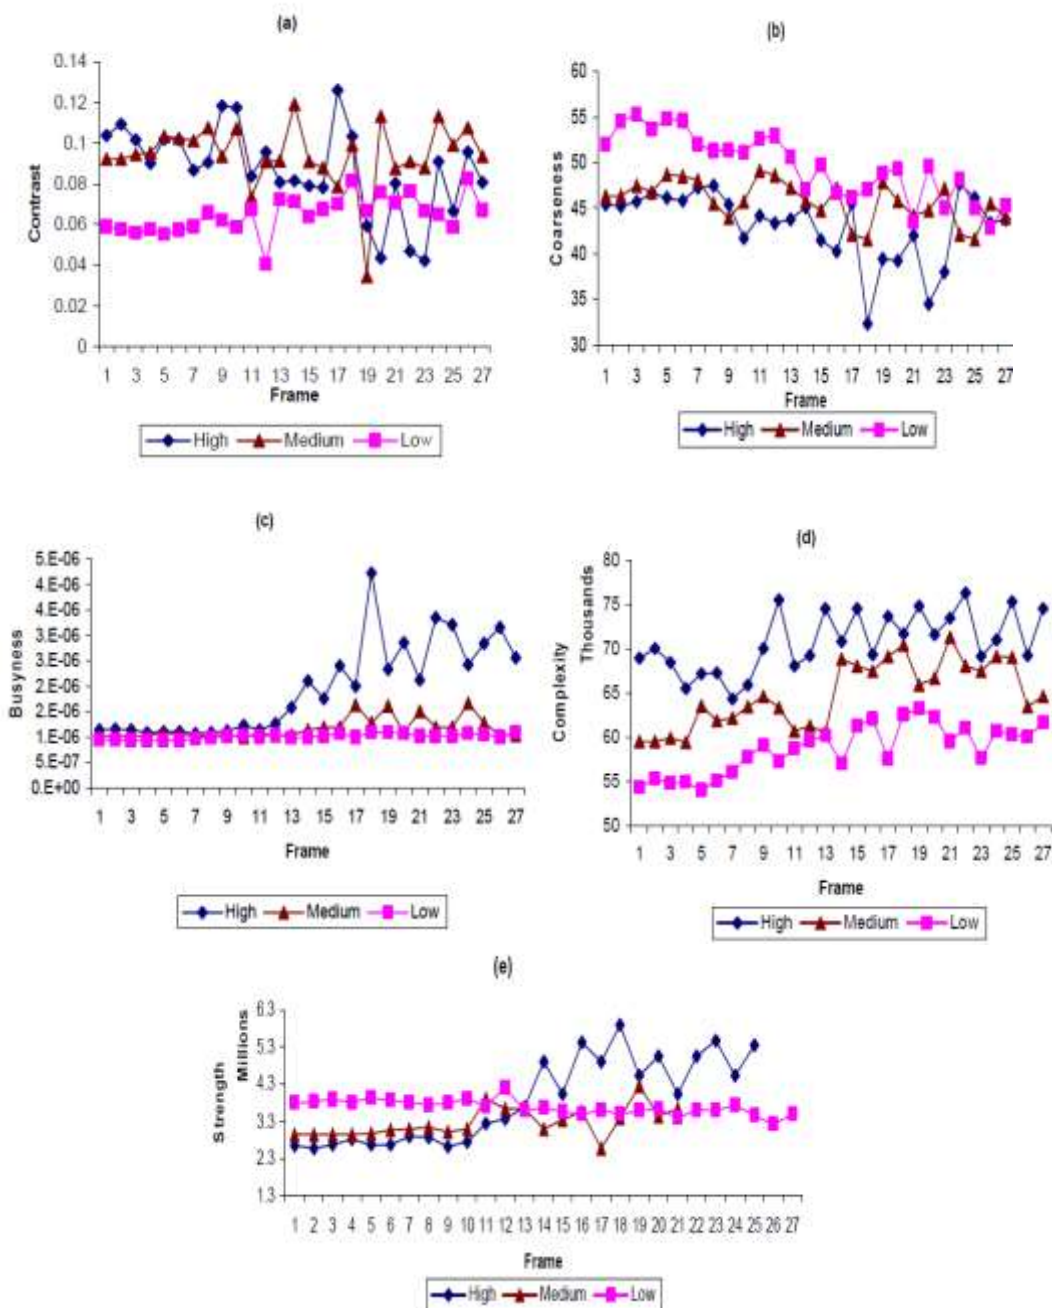 (a)
0.14
0.12
0.1
0.08
0.06
0.04
0.02
0
Contrast
1 3 5 7 9 11 13 15 17 19 21 23 25 27
Frame
High Medium Low
(b)
60
55
50
45
40
35
30
Coarseness
1 3 5 7 9 11 13 15 17 19 21 23 25 27
Frame
High Medium Low
(c)
5.E-06
4.E-06
4.E-06
3.E-06
3.E-06
2.E-06
2.E-06
1.E-06
5.E-07
0.E+00
Busyness
1 3 5 7 9 11 13 15 17 19 21 23 25 27
Frame
High Medium Low
(d)
80
75
70
65
60
55
50
Complexity
Thousands
1 3 5 7 9 11 13 15 17 19 21 23 25 27
Frame
High Medium Low
(e)
6.3
5.3
4.3
3.3
2.3
1.3
Strength
Millions
1 2 3 4 5 6 7 8 9 10 11 12 13 14 15 16 17 18 19 20 21 22 23 24 25 26 27
Frame
High Medium Low